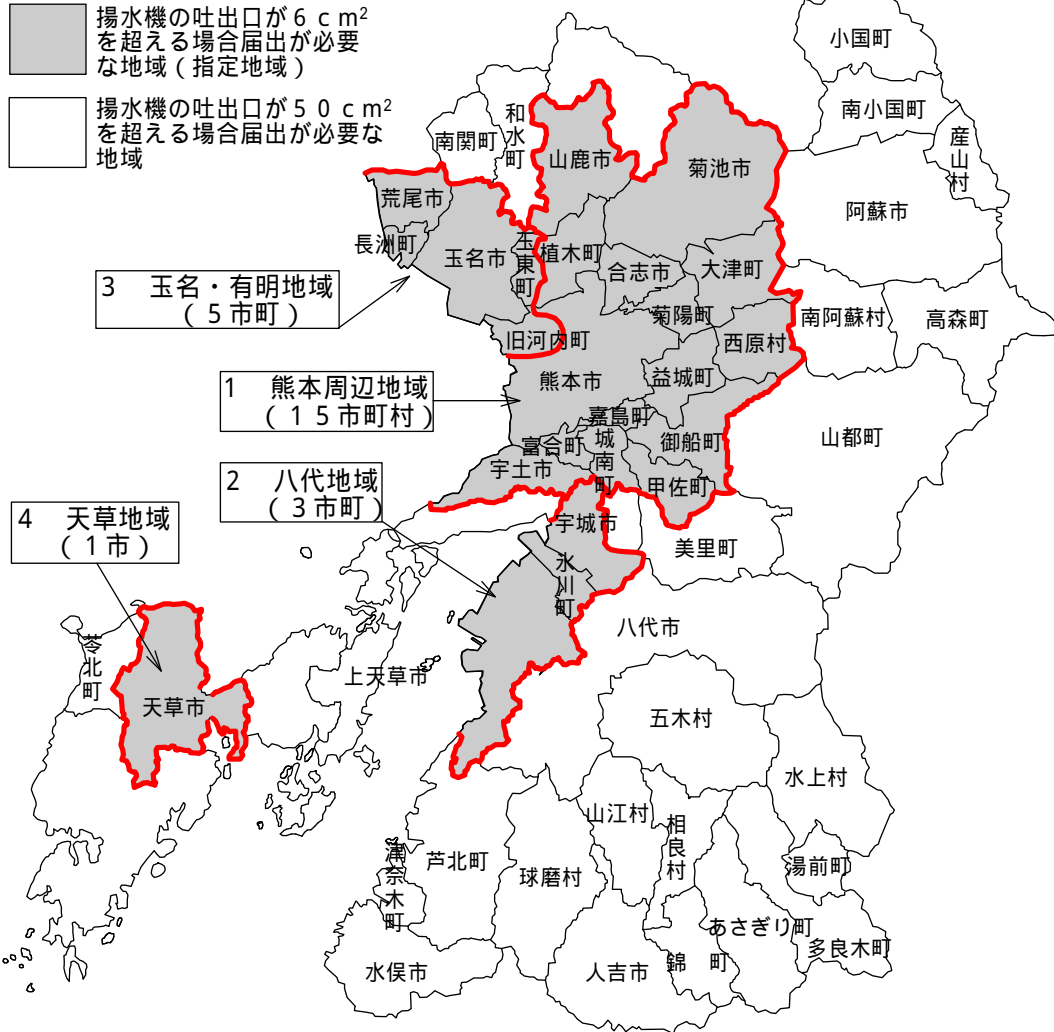 揚水機の吐出口が6cm²
を超える場合届出が必要
な地域(指定地域)
揚水機の吐出口が50cm²
を超える場合届出が必要な
地域
小国町
南小国町
産山村
和水町
南関町
山鹿市
菊池市
阿蘇市
荒尾市
長洲町
玉名市
玉東町
植木町
合志市
大津町
3 玉名・有明地域
(5市町)
菊陽町
南阿蘇村
高森町
旧河内町
西原村
1 熊本周辺地域
(15市町村)
熊本市
益城町
嘉島町
山都町
富合町
城南町
御船町
2 八代地域
(3市町)
宇土市
甲佐町
4 天草地域
(1市)
宇城市
美里町
氷川町
八代市
苓北町
上天草市
天草市
五木村
水上村
山江村
相良村
津奈木町
芦北町
球磨村
湯前町
あさぎり町
多良木町
水俣市
人吉市
錦町